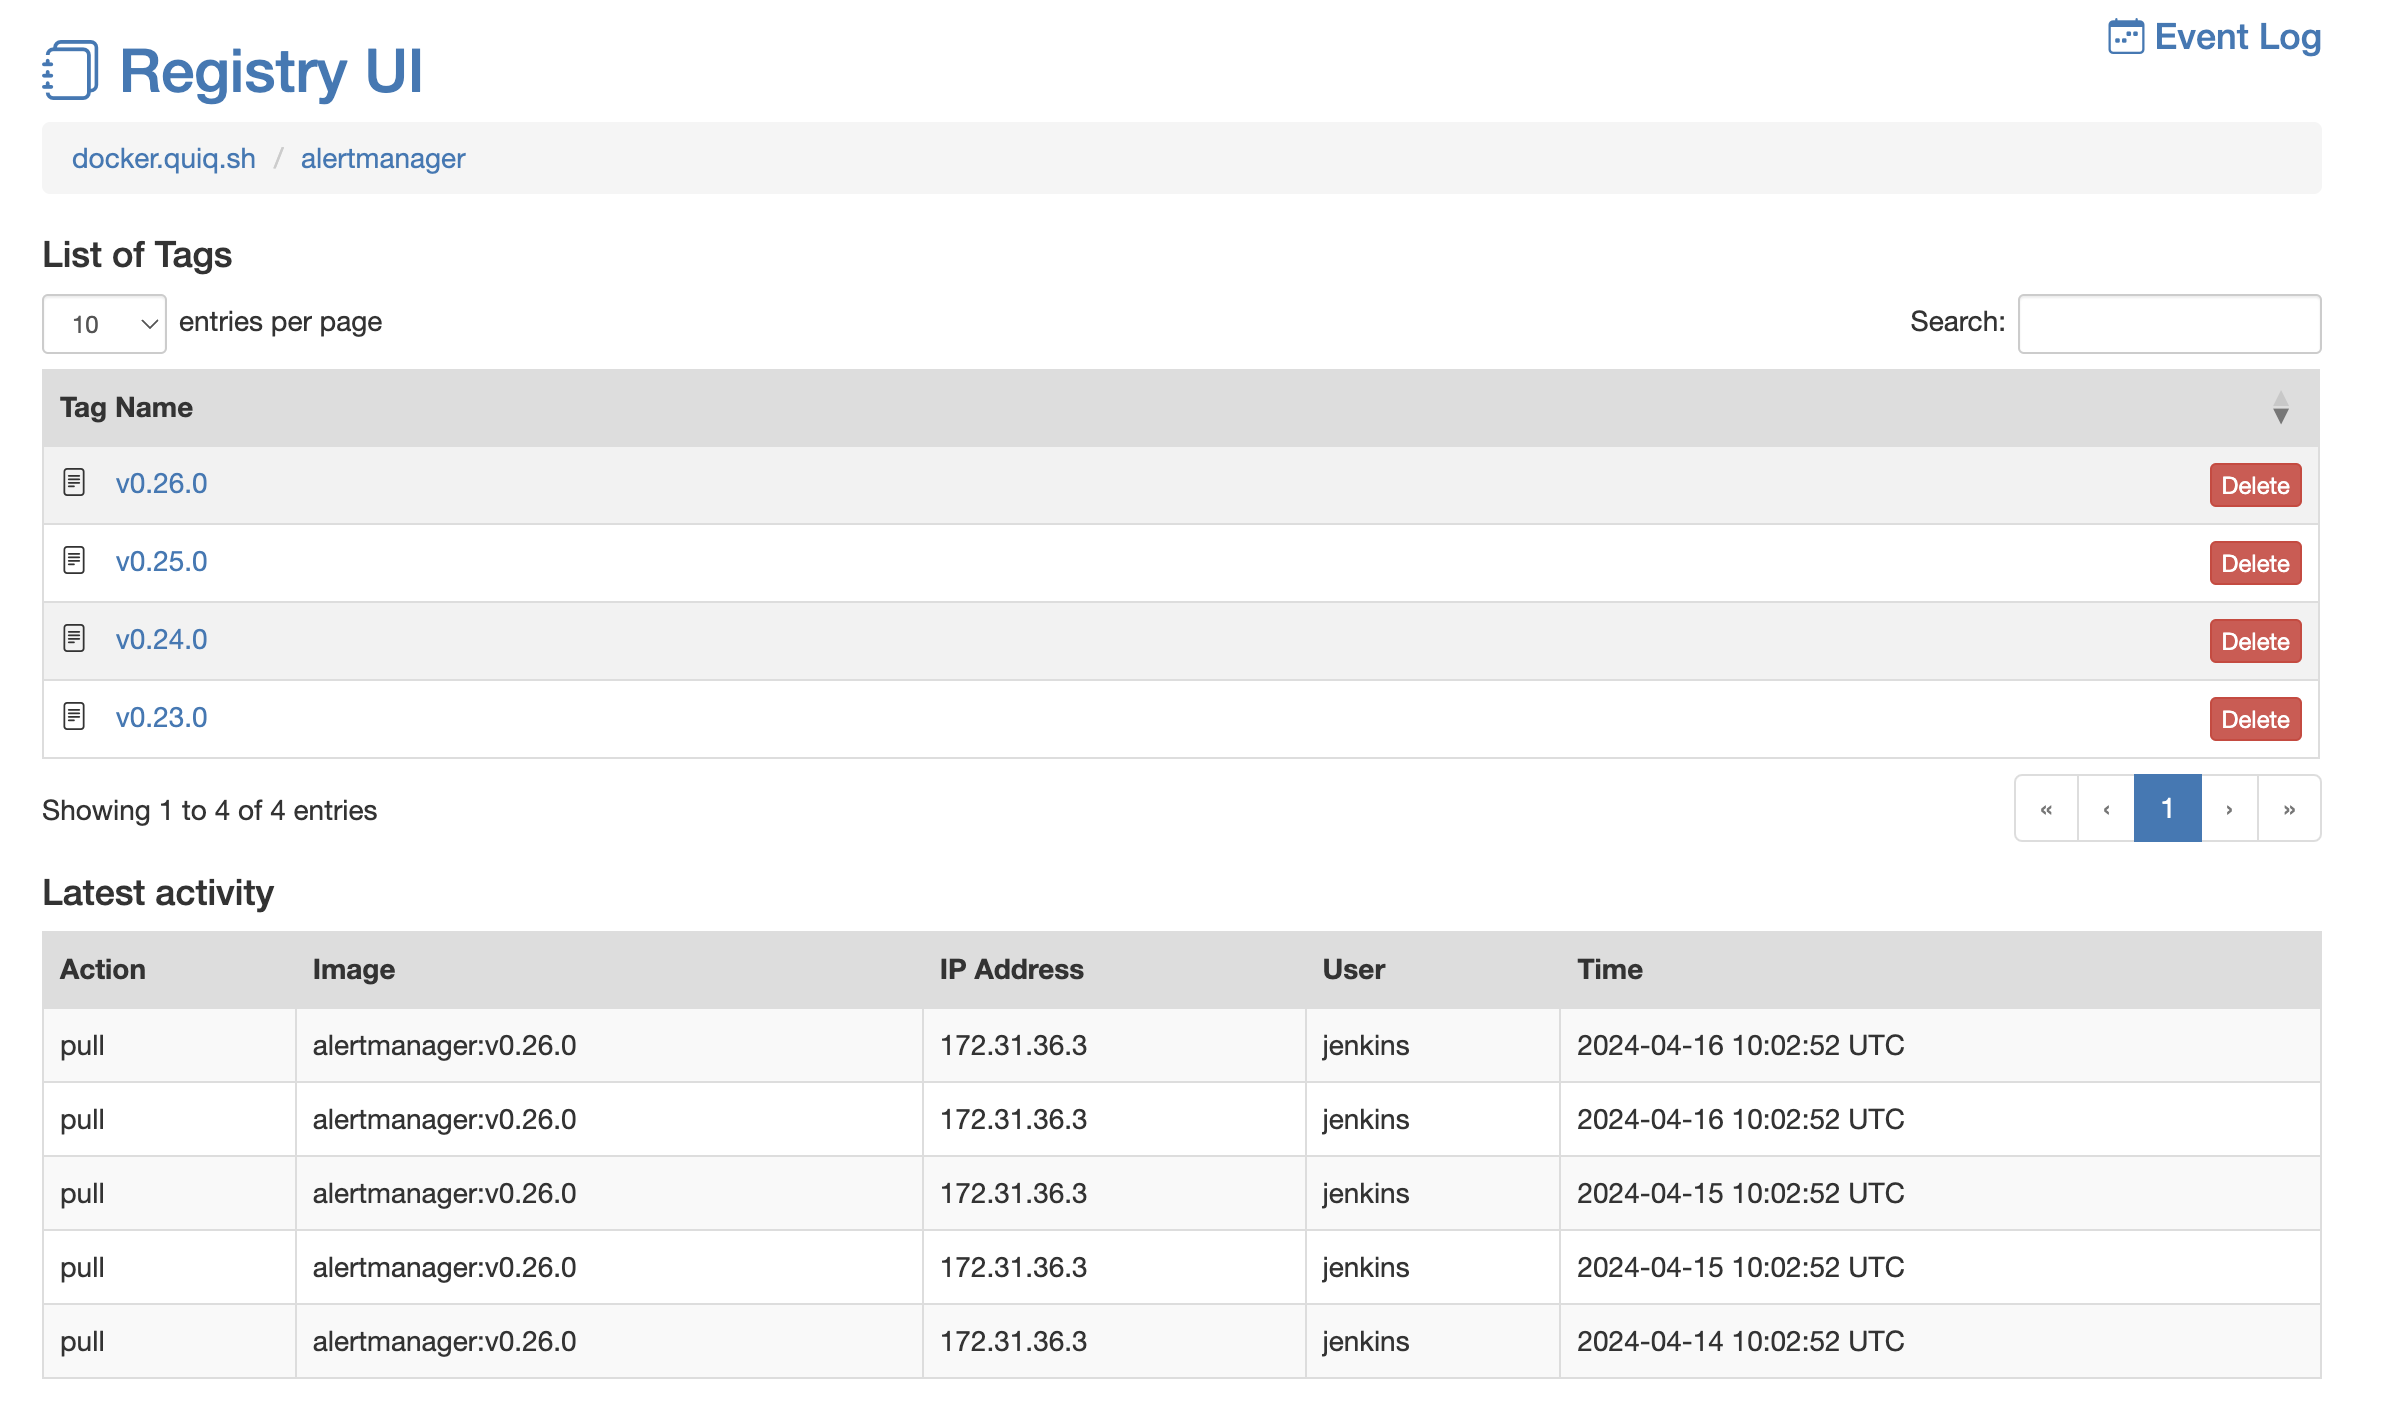 Event Log
Registry UI
docker.quiq.sh / alertmanager
List of Tags
10 entries per page Search:
Tag Name
v0.26.0 Delete
v0.25.0 Delete
v0.24.0 Delete
v0.23.0 Delete
Showing 1 to 4 of 4 entries « ‹ 1 › »
Latest activity
Action Image IP Address User Time
pull alertmanager:v0.26.0 172.31.36.3 jenkins 2024-04-16 10:02:52 UTC
pull alertmanager:v0.26.0 172.31.36.3 jenkins 2024-04-16 10:02:52 UTC
pull alertmanager:v0.26.0 172.31.36.3 jenkins 2024-04-15 10:02:52 UTC
pull alertmanager:v0.26.0 172.31.36.3 jenkins 2024-04-15 10:02:52 UTC
pull alertmanager:v0.26.0 172.31.36.3 jenkins 2024-04-14 10:02:52 UTC